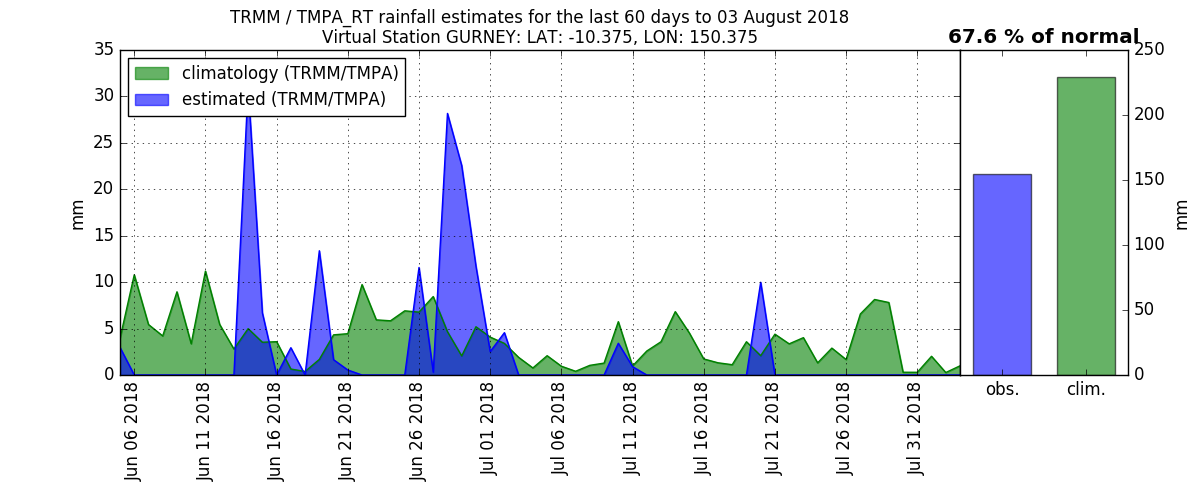 TRMM / TMPA_RT rainfall estimates for the last 60 days to 03 August 2018
Virtual Station GURNEY: LAT: -10.375, LON: 150.375
67.6 % of normal
climatology (TRMM/TMPA)
estimated (TRMM/TMPA)
35
30
25
20
15
10
5
0
mm
Jun 06 2018
Jun 11 2018
Jun 16 2018
Jun 21 2018
Jun 26 2018
Jul 01 2018
Jul 06 2018
Jul 11 2018
Jul 16 2018
Jul 21 2018
Jul 26 2018
Jul 31 2018
250
200
150
100
50
0
mm
obs.
clim.